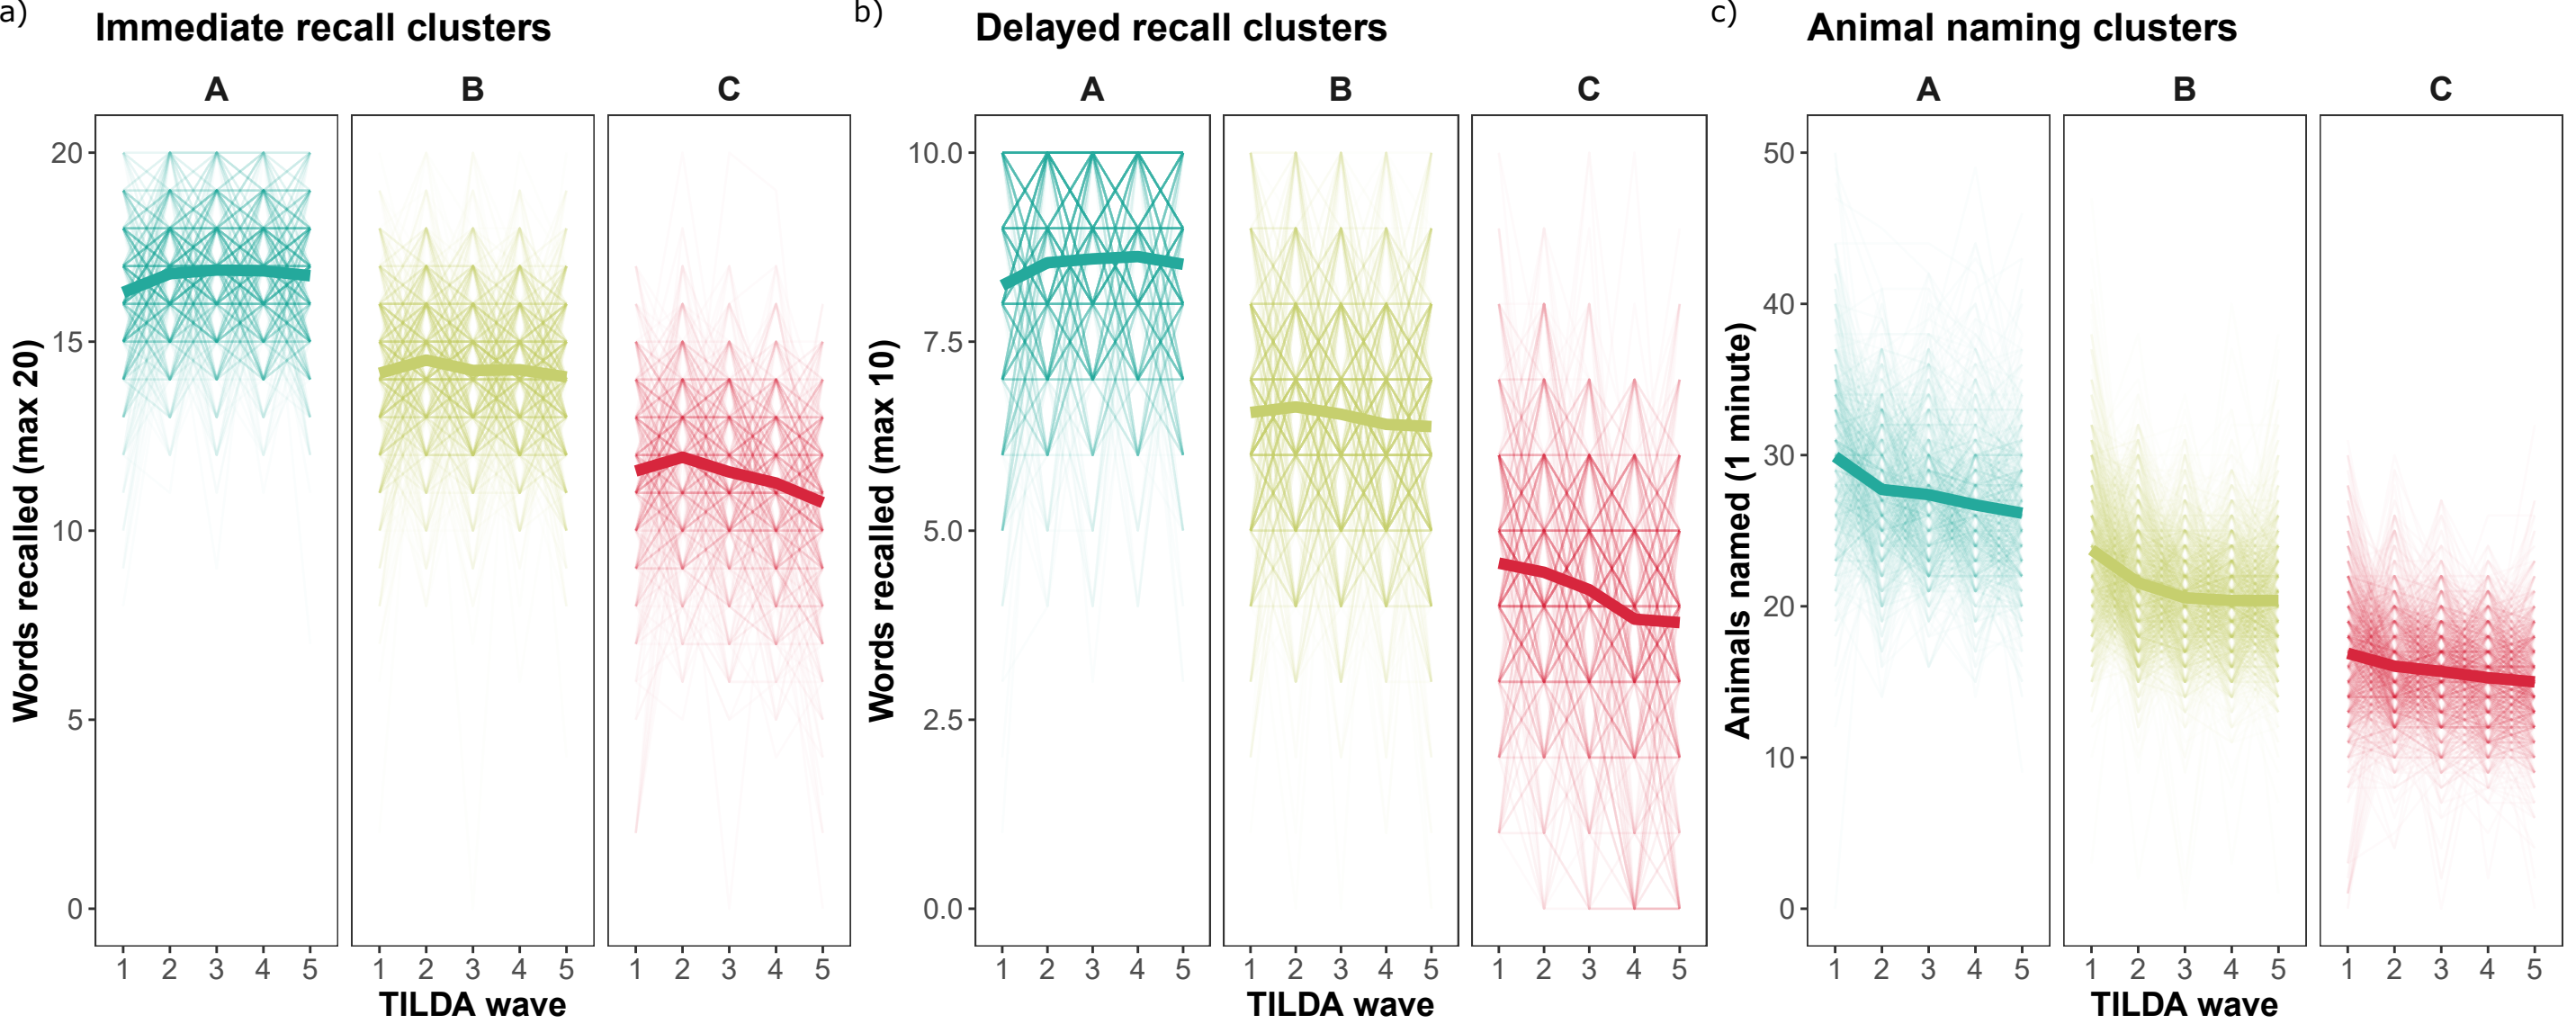 a) Immediate recall clusters
A B C
Words recalled (max 20)
20
15
10
5
0
1 2 3 4 5 1 2 3 4 5 1 2 3 4 5
TILDA wave
b) Delayed recall clusters
A B C
Words recalled (max 10)
10.0
7.5
5.0
2.5
0.0
1 2 3 4 5 1 2 3 4 5 1 2 3 4 5
TILDA wave
c) Animal naming clusters
A B C
Animals named (1 minute)
50
40
30
20
10
0
1 2 3 4 5 1 2 3 4 5 1 2 3 4 5
TILDA wave